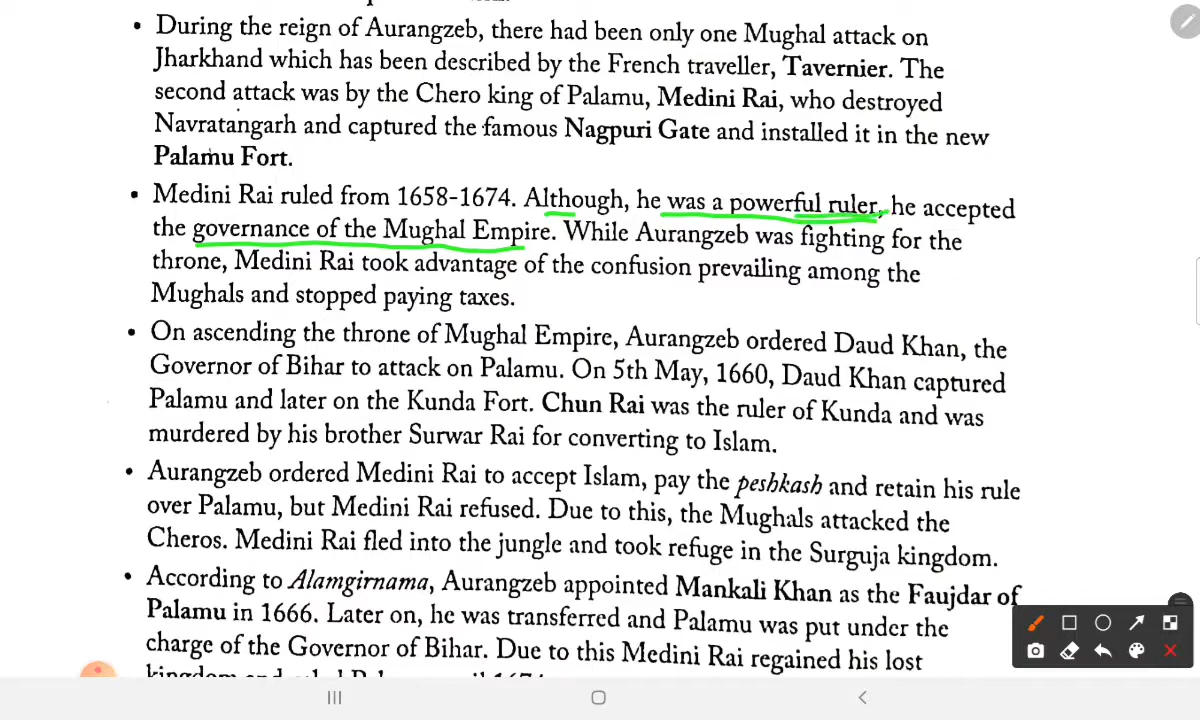 • During the reign of Aurangzeb, there had been only one Mughal attack on
Jharkhand which has been described by the French traveller, Tavernier. The
second attack was by the Chero king of Palamu, Medini Rai, who destroyed
Navratangarh and captured the famous Nagpuri Gate and installed it in the new
Palamu Fort.
• Medini Rai ruled from 1658-1674. Although, he was a powerful ruler, he accepted
the governance of the Mughal Empire. While Aurangzeb was fighting for the
throne, Medini Rai took advantage of the confusion prevailing among the
Mughals and stopped paying taxes.
• On ascending the throne of Mughal Empire, Aurangzeb ordered Daud Khan, the
Governor of Bihar to attack on Palamu. On 5th May, 1660, Daud Khan captured
Palamu and later on the Kunda Fort. Chun Rai was the ruler of Kunda and was
murdered by his brother Surwar Rai for converting to Islam.
• Aurangzeb ordered Medini Rai to accept Islam, pay the peshkash and retain his rule
over Palamu, but Medini Rai refused. Due to this, the Mughals attacked the
Cheros. Medini Rai fled into the jungle and took refuge in the Surguja kingdom.
• According to Alamgirnama, Aurangzeb appointed Mankali Khan as the Faujdar of
Palamu in 1666. Later on, he was transferred and Palamu was put under the
charge of the Governor of Bihar. Due to this Medini Rai regained his lost